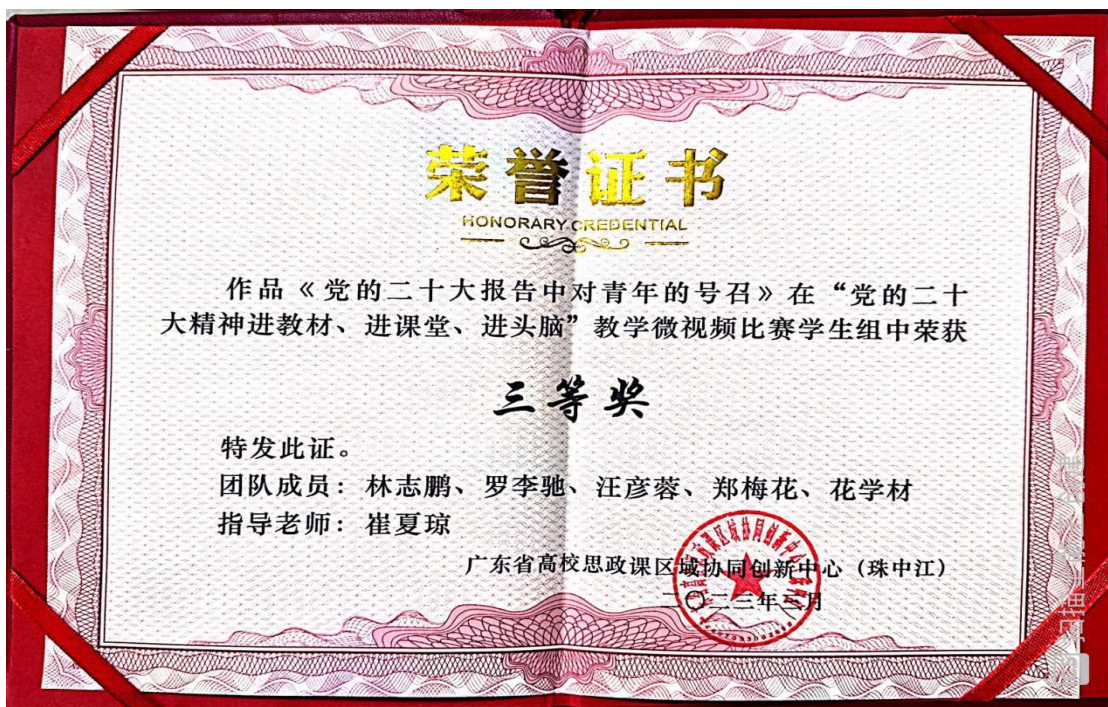 荣誉证书
HONORARY CREDENTIAL
作品《党的二十大报告中对青年的号召》在“党的二十
大精神进教材、进课堂、进头脑”教学微视频比赛学生组中荣获
三等奖
特发此证。
团队成员：林志鹏、罗李驰、汪彦蓉、郑梅花、花学材
指导老师：崔夏琼
广东省高校思政课区域协同创新中心（珠中江）
二〇二三年三月